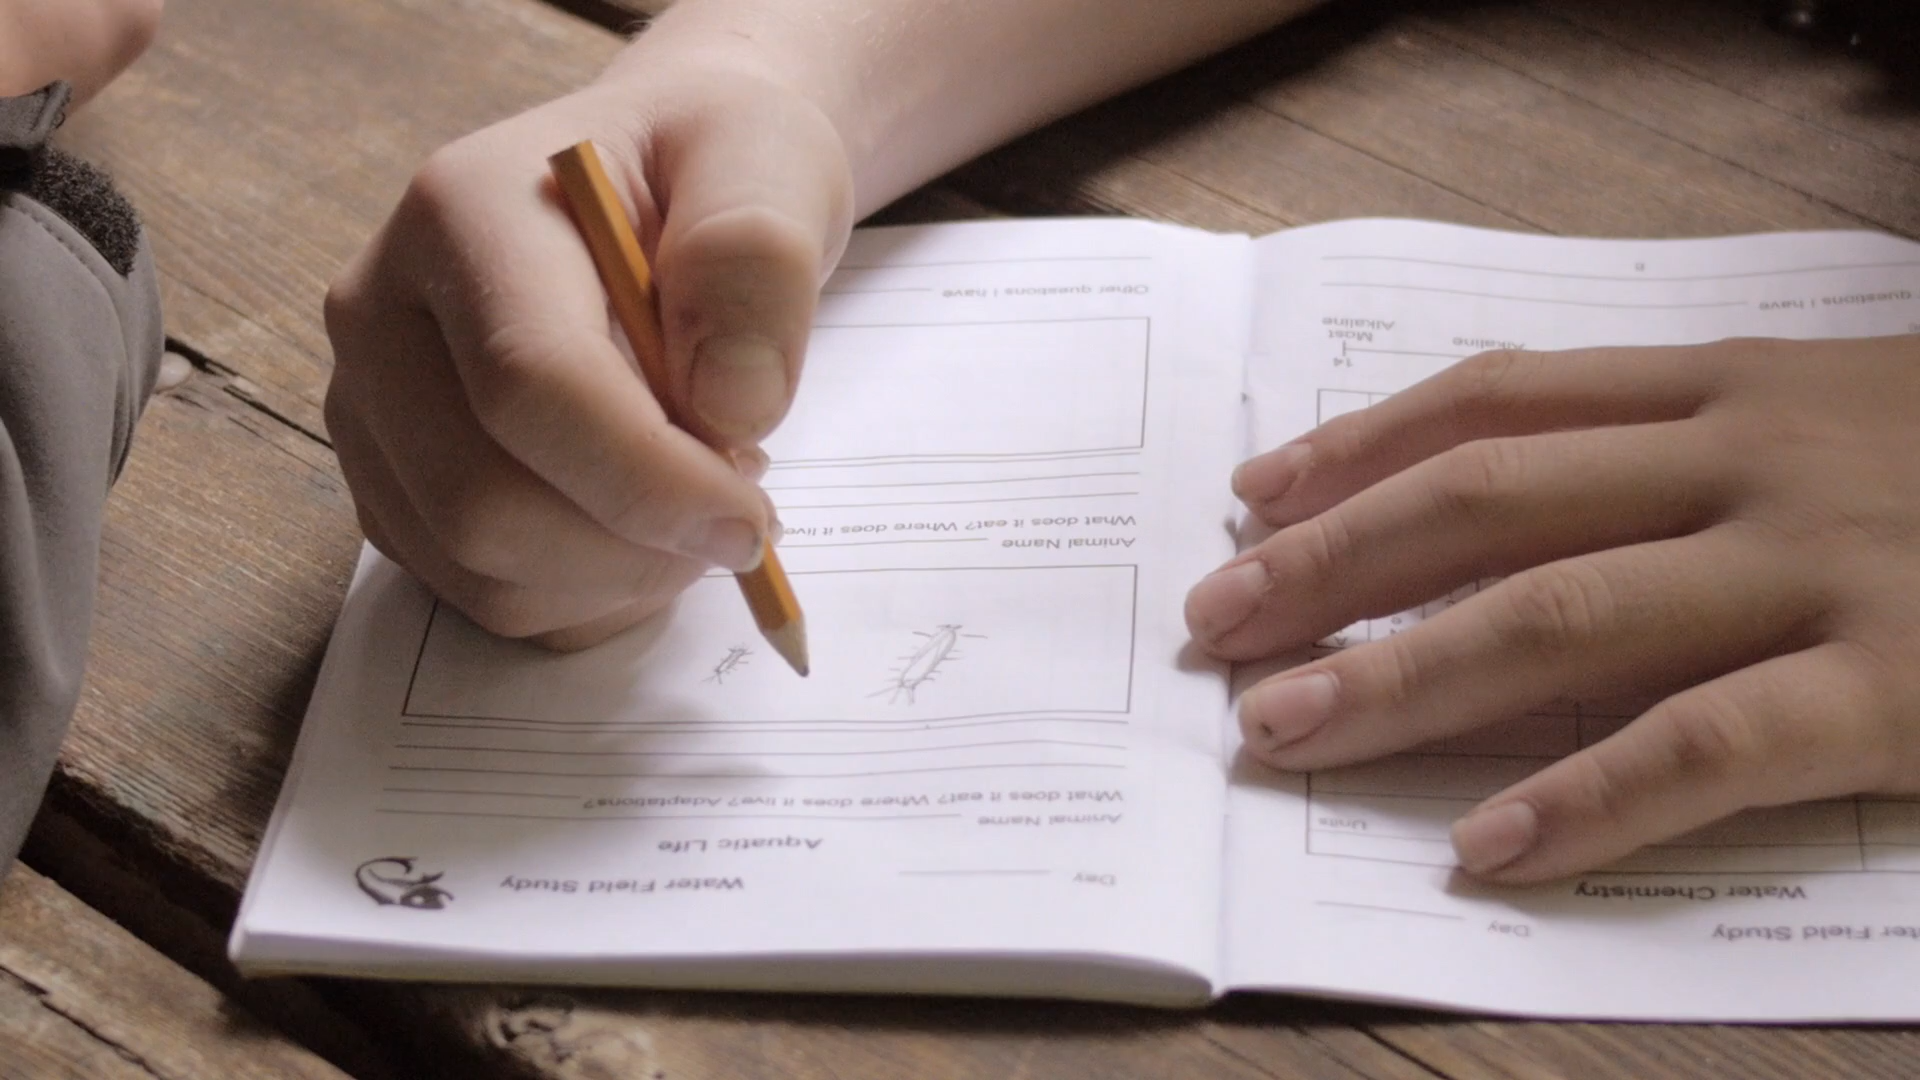 Day
Water Field Study
Aquatic Life
Animal Name
What does it eat? Where does it live? Adaptations?
Animal Name
What does it eat? Where does it live
Other questions I have
Day
Field Study
Water Chemistry
Units
14
Most
Alkaline
Alkaline
questions I have
8